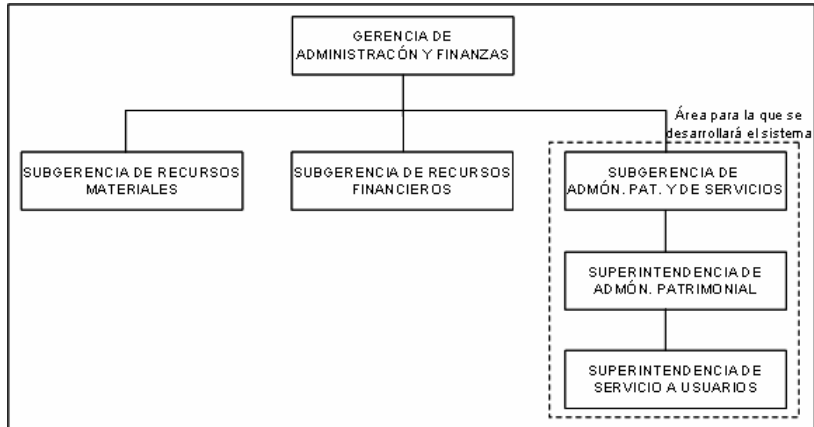 GERENCIA DE
ADMINISTRACÓN Y FINANZAS
Área para la que se
desarrollará el sistema
SUBGERENCIA DE RECURSOS
MATERIALES
SUBGERENCIA DE RECURSOS
FINANCIEROS
SUBGERENCIA DE
ADMÓN. PAT. Y DE SERVICIOS
SUPERINTENDENCIA DE
ADMÓN. PATRIMONIAL
SUPERINTENDENCIA DE
SERVICIO A USUARIOS